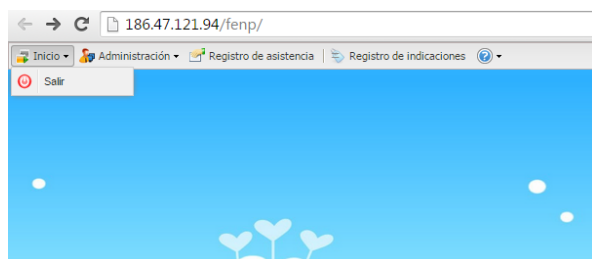 186.47.121.94/fenp/
Inicio Administración Registro de asistencia Registro de indicaciones
Salir